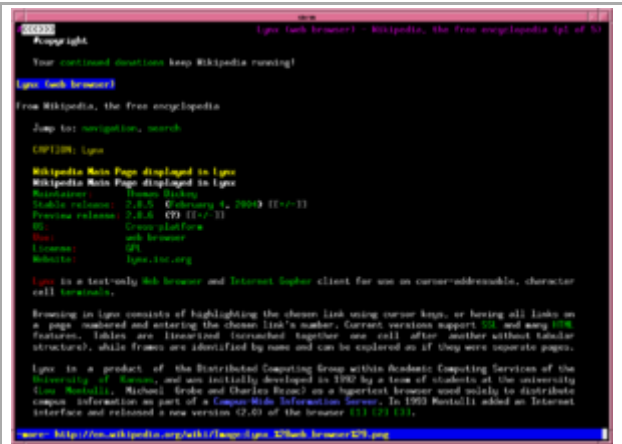 Lynx (web browser) - Wikipedia, the free encyclopedia (p1 of 5)
#copyright
Your continued donations keep Wikipedia running!
Lynx (web browser)
From Wikipedia, the free encyclopedia
Jump to: navigation, search
CAPTION: Lynx
Wikipedia Main Page displayed in Lynx
Wikipedia Main Page displayed in Lynx
Maintainer: Thomas Dickey
Stable release: 2.8.5 (February 4, 2004) [[+/-]]
Preview release: 2.8.6 (?) [[+/-]]
OS: Cross-platform
Use: web browser
License: GPL
Website: lynx.isc.org
Lynx is a text-only Web browser and Internet Gopher client for use on cursor-addressable, character
cell terminals.
Browsing in Lynx consists of highlighting the chosen link using cursor keys, or having all links on
a page numbered and entering the chosen link's number. Current versions support SSL and many HTML
features. Tables are linearized (scrunched together one cell after another without tabular
structure), while frames are identified by name and can be explored as if they were separate pages.
Lynx is a product of the Distributed Computing Group within Academic Computing Services of the
University of Kansas, and was initially developed in 1992 by a team of students at the university
(Lou Montulli, Michael Grobe and Charles Rezac) as a hypertext browser used solely to distribute
campus information as part of a Campus-Wide Information Server. In 1993 Montulli added an Internet
interface and released a new version (2.0) of the browser [1] [2] [3].
-more- http://en.wikipedia.org/wiki/Image:Lynx_%28web_browser%29.png